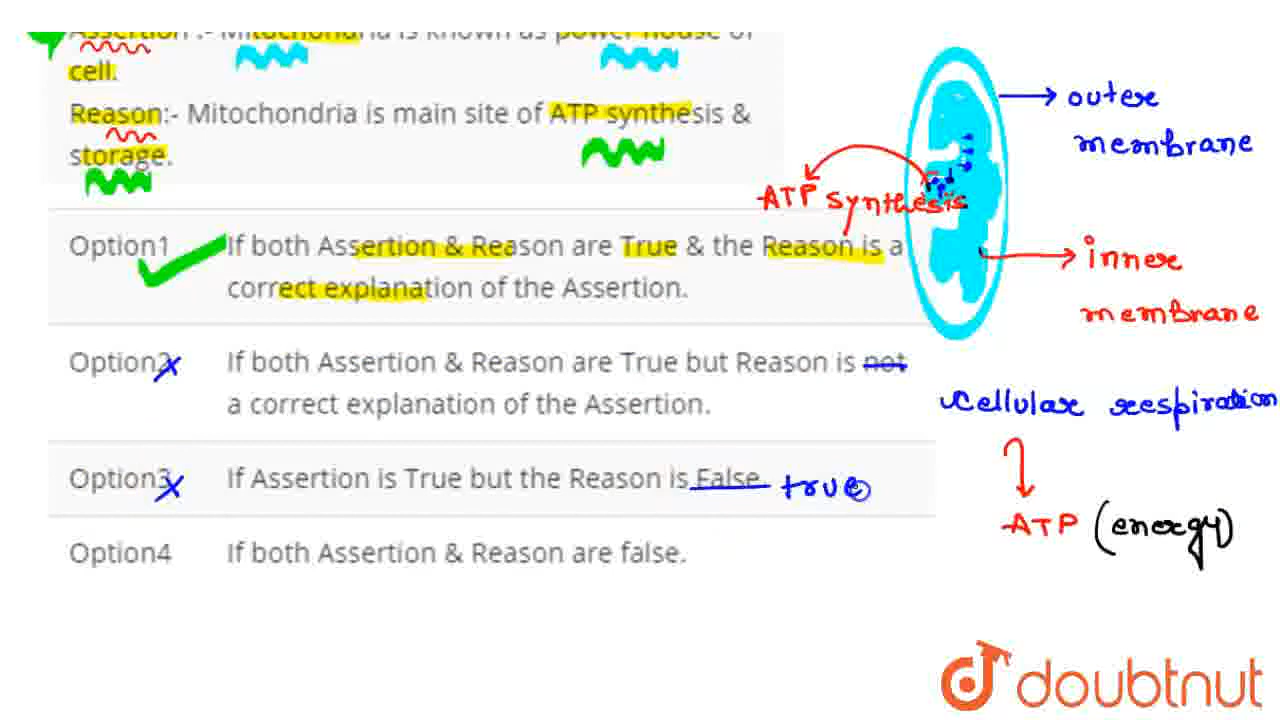 Assertion :- Mitochondria is known as power house of
cell.
Reason:- Mitochondria is main site of ATP synthesis &
storage.
Option1 If both Assertion & Reason are True & the Reason is a
correct explanation of the Assertion.
Option2 If both Assertion & Reason are True but Reason is not
a correct explanation of the Assertion.
Option3 If Assertion is True but the Reason is False true
Option4 If both Assertion & Reason are false.
outer
membrane
ATP synthesis
inner
membrane
cellular respiration
ATP (energy)
doubtnut